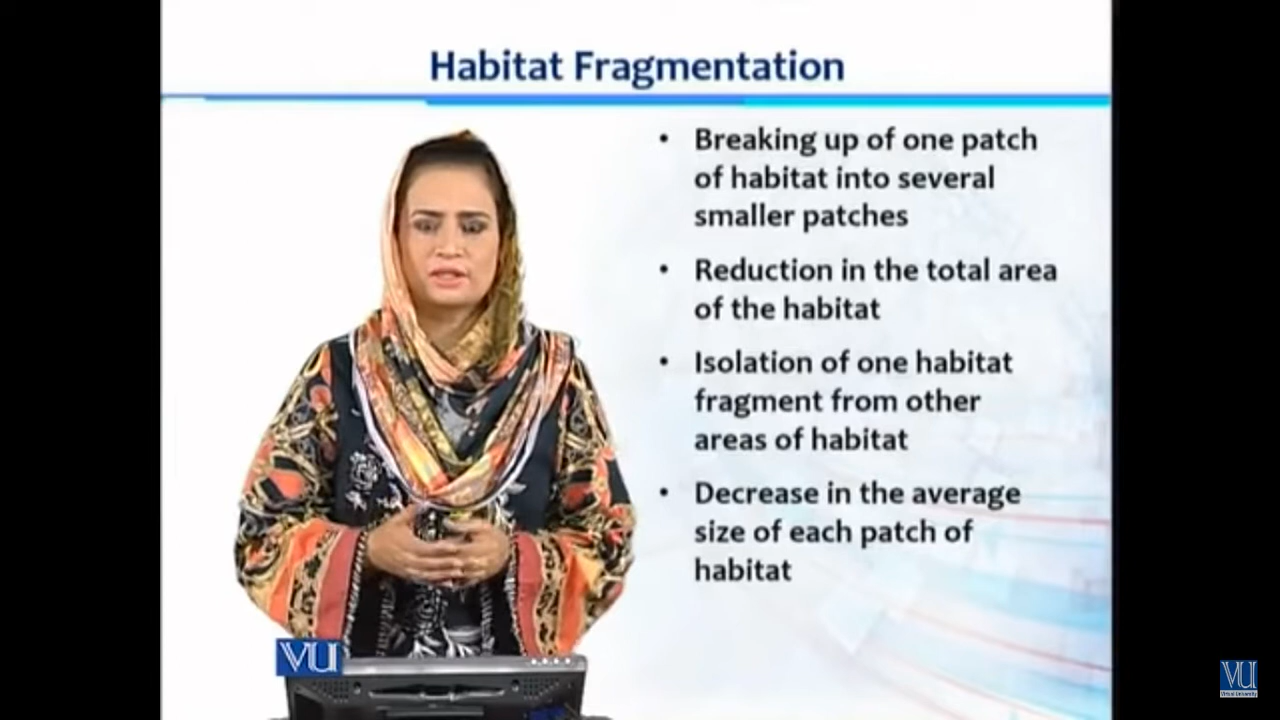 Habitat Fragmentation
• Breaking up of one patch
of habitat into several
smaller patches
• Reduction in the total area
of the habitat
• Isolation of one habitat
fragment from other
areas of habitat
• Decrease in the average
size of each patch of
habitat
VU
VU
Virtual University